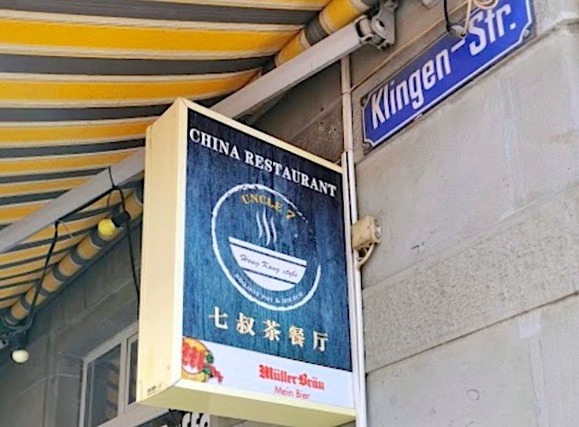 Klingen-Str.
CHINA RESTAURANT
UNCLE 7
Hong Kong style
七叔茶餐厅
Müller Bräu
Mein Bier